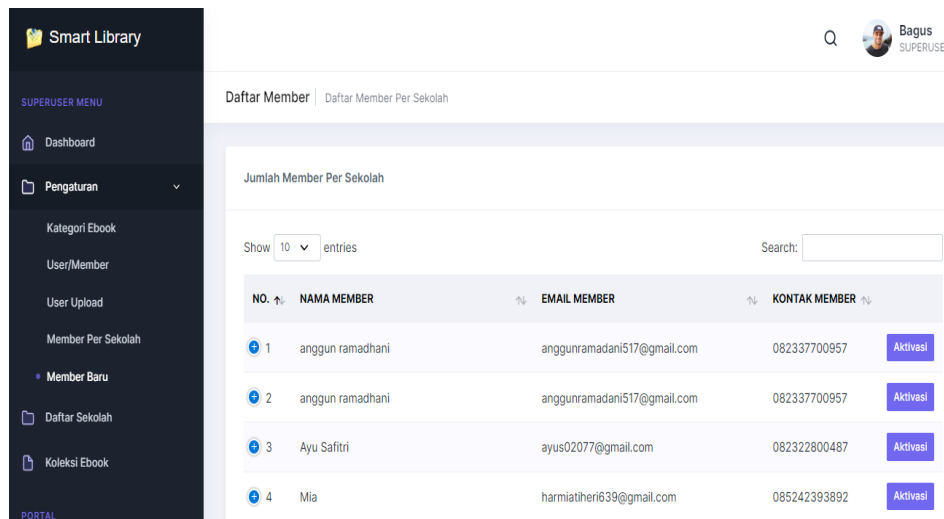 Smart Library
Bagus
SUPERUSE
SUPERUSER MENU
Dashboard
Pengaturan
Kategori Ebook
User/Member
User Upload
Member Per Sekolah
Member Baru
Daftar Sekolah
Koleksi Ebook
PORTAL
Daftar Member Daftar Member Per Sekolah
Jumlah Member Per Sekolah
Show 10 entries Search:
NO. NAMA MEMBER EMAIL MEMBER KONTAK MEMBER
1 anggun ramadhani anggunramadani517@gmail.com 082337700957 Aktivasi
2 anggun ramadhani anggunramadani517@gmail.com 082337700957 Aktivasi
3 Ayu Safitri ayus02077@gmail.com 082322800487 Aktivasi
4 Mia harmiatiheri639@gmail.com 085242393892 Aktivasi